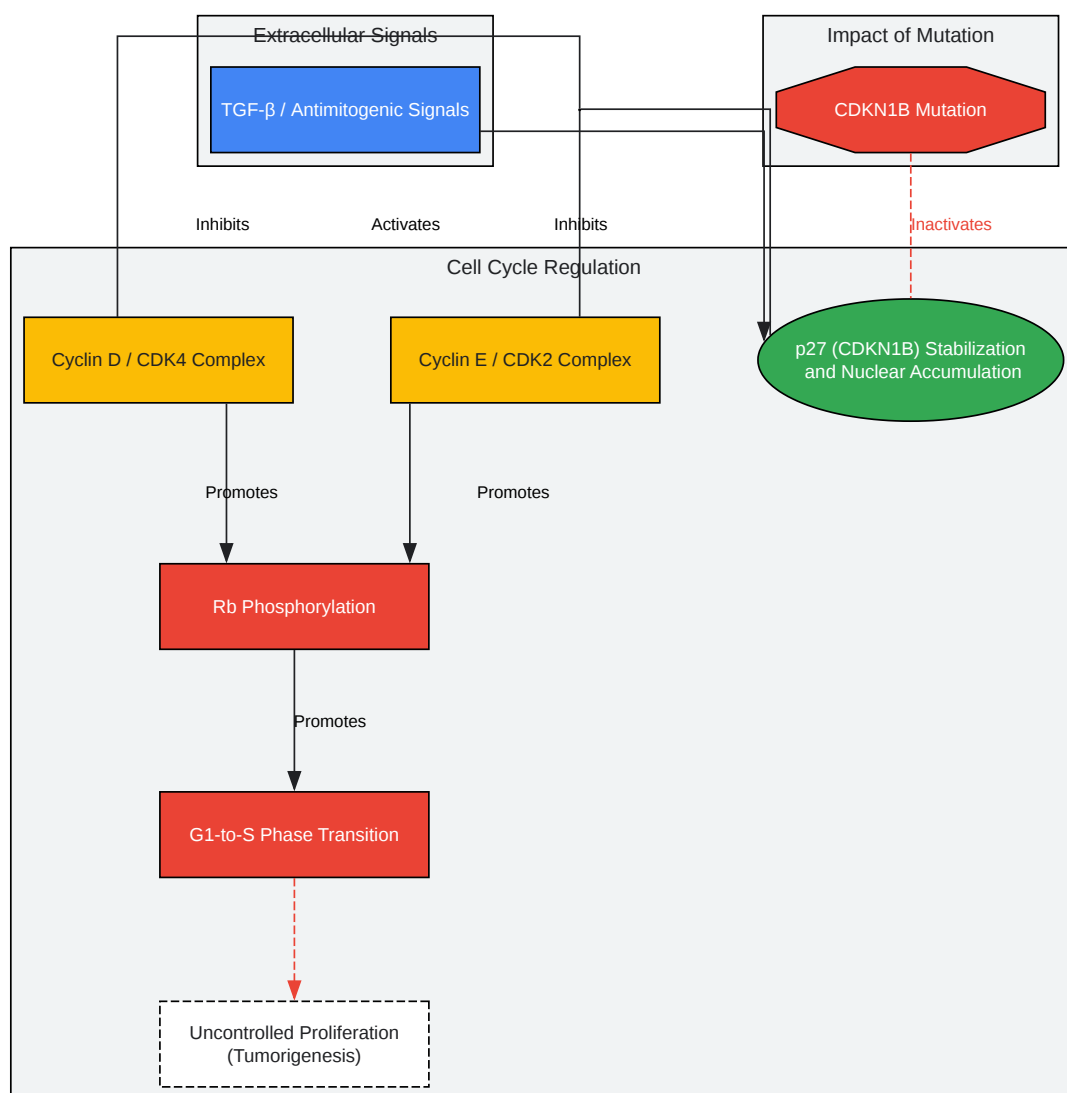 Extracellular Signals
Impact of Mutation
TGF-β / Antimitogenic Signals
CDKN1B Mutation
Inhibits
Activates
Inhibits
Inactivates
Cell Cycle Regulation
Cyclin D / CDK4 Complex
Cyclin E / CDK2 Complex
p27 (CDKN1B) Stabilization
and Nuclear Accumulation
Promotes
Promotes
Rb Phosphorylation
Promotes
G1-to-S Phase Transition
Uncontrolled Proliferation
(Tumorigenesis)